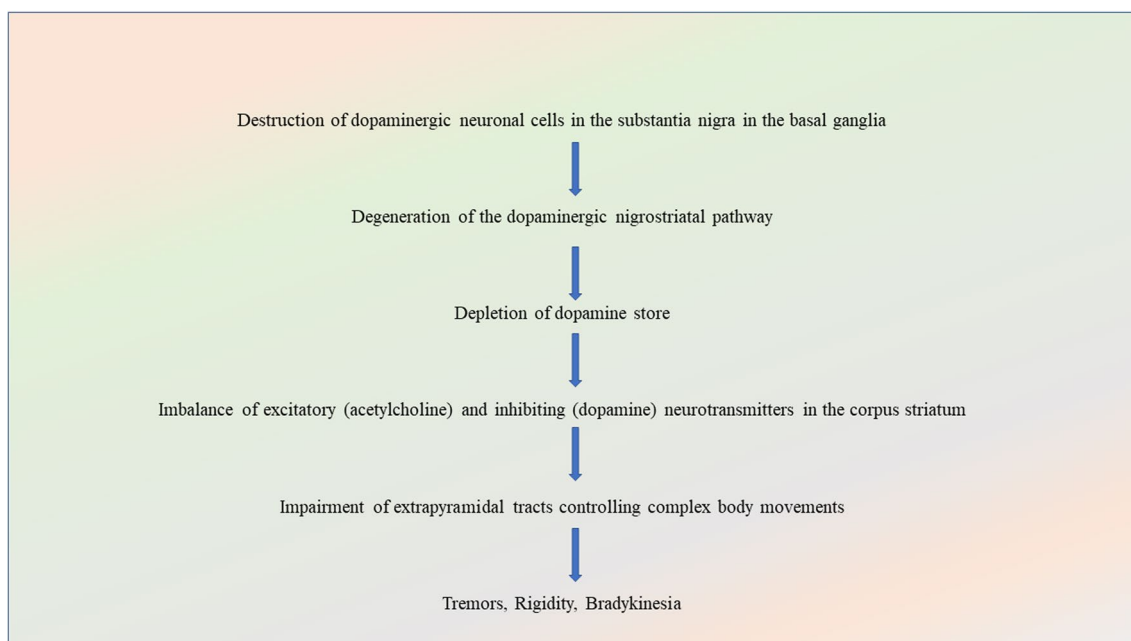 Destruction of dopaminergic neuronal cells in the substantia nigra in the basal ganglia
Degeneration of the dopaminergic nigrostriatal pathway
Depletion of dopamine store
Imbalance of excitatory (acetylcholine) and inhibiting (dopamine) neurotransmitters in the corpus striatum
Impairment of extrapyramidal tracts controlling complex body movements
Tremors, Rigidity, Bradykinesia